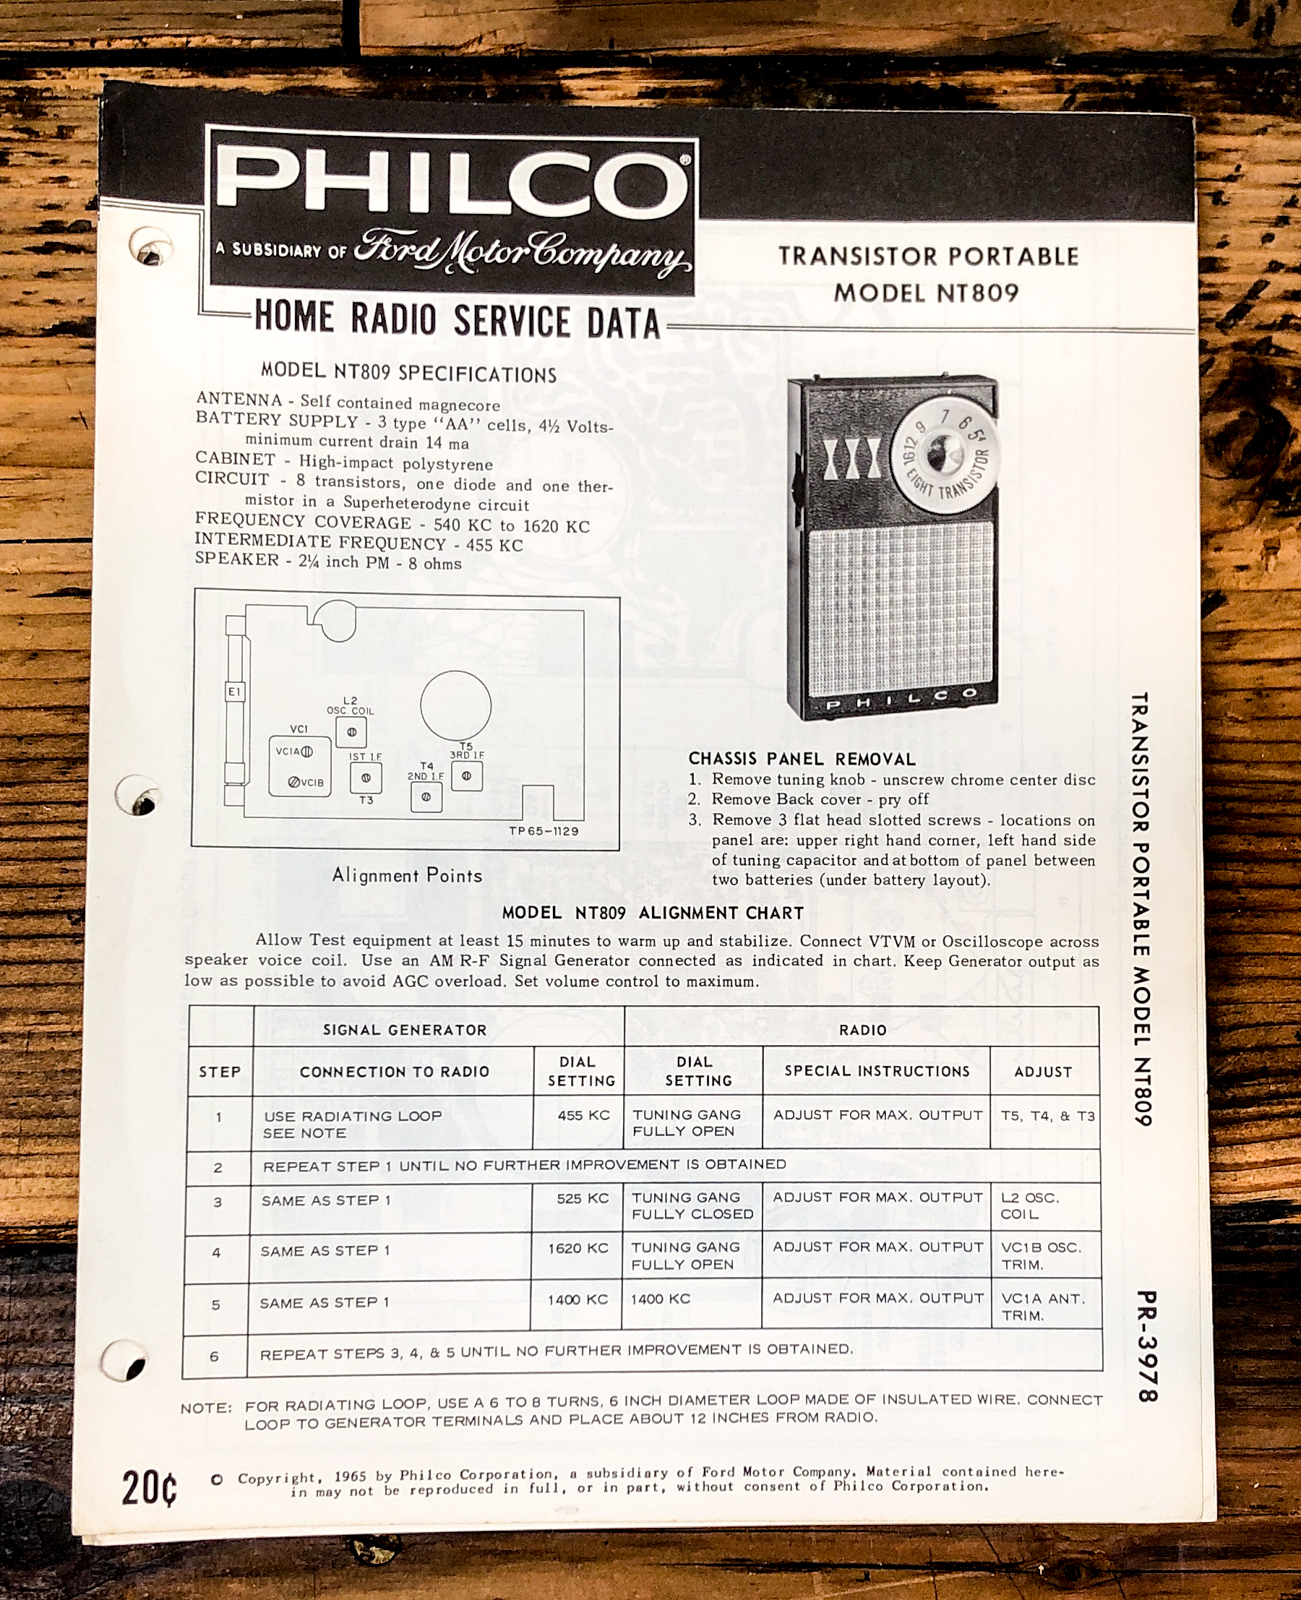 PHILCO®
A SUBSIDIARY OF Ford Motor Company,
HOME RADIO SERVICE DATA
TRANSISTOR PORTABLE
MODEL NT809
MODEL NT809 SPECIFICATIONS
ANTENNA - Self contained magnecore
BATTERY SUPPLY - 3 type "AA" cells, 4½ Volts-
minimum current drain 14 ma
CABINET - High-impact polystyrene
CIRCUIT - 8 transistors, one diode and one ther-
mistor in a Superheterodyne circuit
FREQUENCY COVERAGE - 540 KC to 1620 KC
INTERMEDIATE FREQUENCY - 455 KC
SPEAKER - 2¼ inch PM - 8 ohms
16 12 9 7 6 5
EIGHT TRANSISTOR
PHILCO
E1
L2
OSC COIL
VC1
VC1A
VC1B
1ST I.F.
T3
T4
2ND I.F
T5
3RD I.F
TP65-1129
Alignment Points
CHASSIS PANEL REMOVAL
1. Remove tuning knob - unscrew chrome center disc
2. Remove Back cover - pry off
3. Remove 3 flat head slotted screws - locations on
panel are: upper right hand corner, left hand side
of tuning capacitor and at bottom of panel between
two batteries (under battery layout).
MODEL NT809 ALIGNMENT CHART
Allow Test equipment at least 15 minutes to warm up and stabilize. Connect VTVM or Oscilloscope across
speaker voice coil. Use an AM R-F Signal Generator connected as indicated in chart. Keep Generator output as
low as possible to avoid AGC overload. Set volume control to maximum.
SIGNAL GENERATOR RADIO
STEP CONNECTION TO RADIO DIAL SETTING DIAL SETTING SPECIAL INSTRUCTIONS ADJUST
1 USE RADIATING LOOP 455 KC TUNING GANG ADJUST FOR MAX. OUTPUT T5, T4, & T3
SEE NOTE FULLY OPEN
2 REPEAT STEP 1 UNTIL NO FURTHER IMPROVEMENT IS OBTAINED
3 SAME AS STEP 1 525 KC TUNING GANG ADJUST FOR MAX. OUTPUT L2 OSC.
FULLY CLOSED COIL
4 SAME AS STEP 1 1620 KC TUNING GANG ADJUST FOR MAX. OUTPUT VC1B OSC.
FULLY OPEN TRIM.
5 SAME AS STEP 1 1400 KC 1400 KC ADJUST FOR MAX. OUTPUT VC1A ANT.
TRIM.
6 REPEAT STEPS 3, 4, & 5 UNTIL NO FURTHER IMPROVEMENT IS OBTAINED.
NOTE: FOR RADIATING LOOP, USE A 6 TO 8 TURNS, 6 INCH DIAMETER LOOP MADE OF INSULATED WIRE. CONNECT
LOOP TO GENERATOR TERMINALS AND PLACE ABOUT 12 INCHES FROM RADIO.
20¢
© Copyright, 1965 by Philco Corporation, a subsidiary of Ford Motor Company. Material contained here-
in may not be reproduced in full, or in part, without consent of Philco Corporation.
TRANSISTOR PORTABLE MODEL NT809
PR-3978